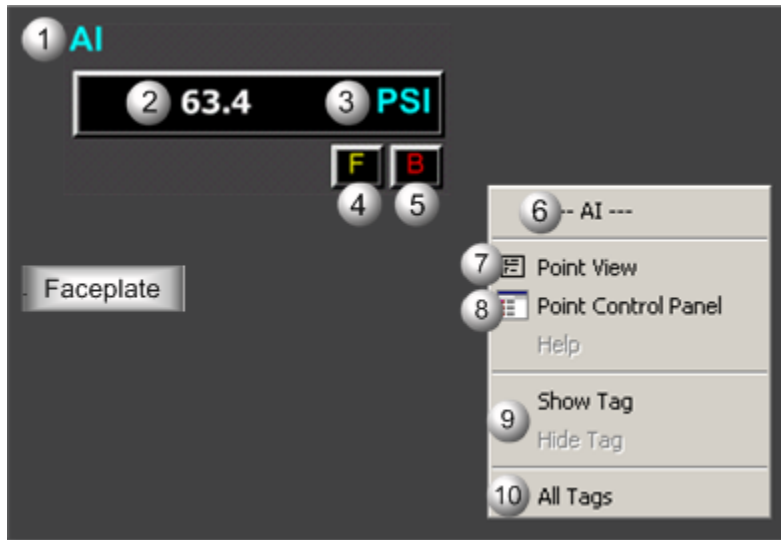 1 AI
2 63.4 3 PSI
F B
4 5
6 -- AI ---
7 Point View
8 Point Control Panel
Help
9 Show Tag
Hide Tag
10 All Tags
Faceplate